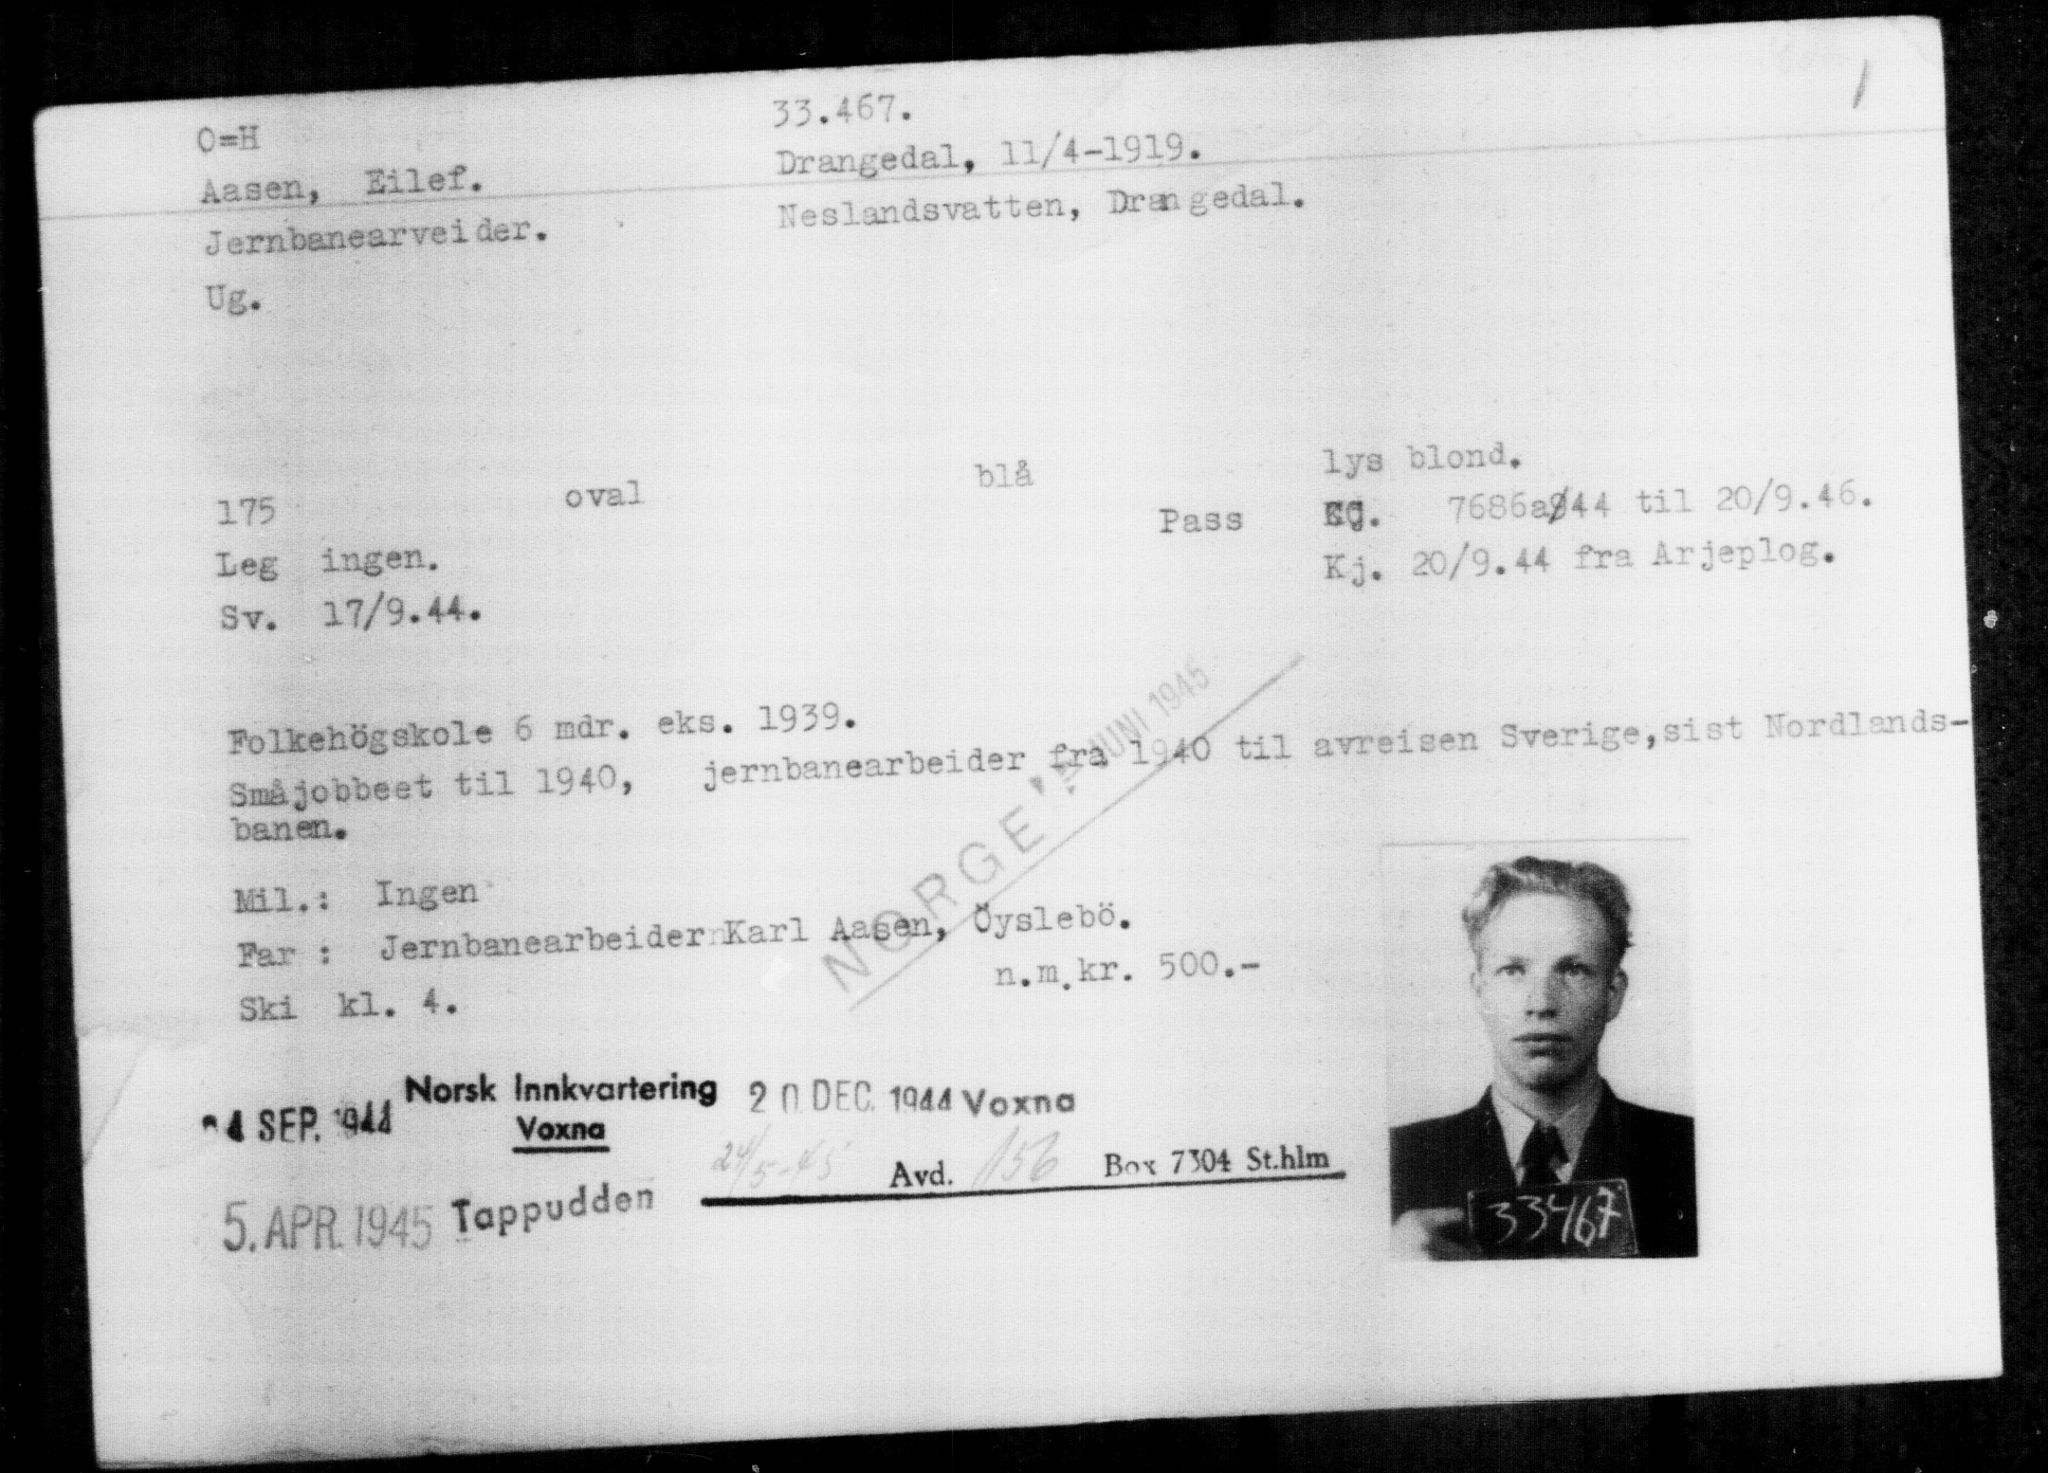 1
O=H 33.467.
Aasen, Eilef. Drangedal, 11/4-1919.
Jernbanearveider. Neslandsvatten, Drangedal.
Ug.
175 oval blå lys blond.
Leg ingen. Pass 7686a944 til 20/9.46.
Sv. 17/9.44. Kj. 20/9.44 fra Arjeplog.
Folkehögskole 6 mdr. eks. 1939.
Småjobbeet til 1940, jernbanearbeider fra 1940 til avreisen Sverige,sist Nordlands-
banen.
JUNI 1945
NORGE
Mil.: Ingen
Far : Jernbanearbeider Karl Aasen, Öyslebö.
Ski kl. 4. n.m.kr. 500.-
4 SEP. 1944 Norsk Innkvartering 20 DEC. 1944 Voxna
Voxna
24/5-45 Avd. 156 Box 7304 St.hlm
5. APR. 1945 Tappudden
33467